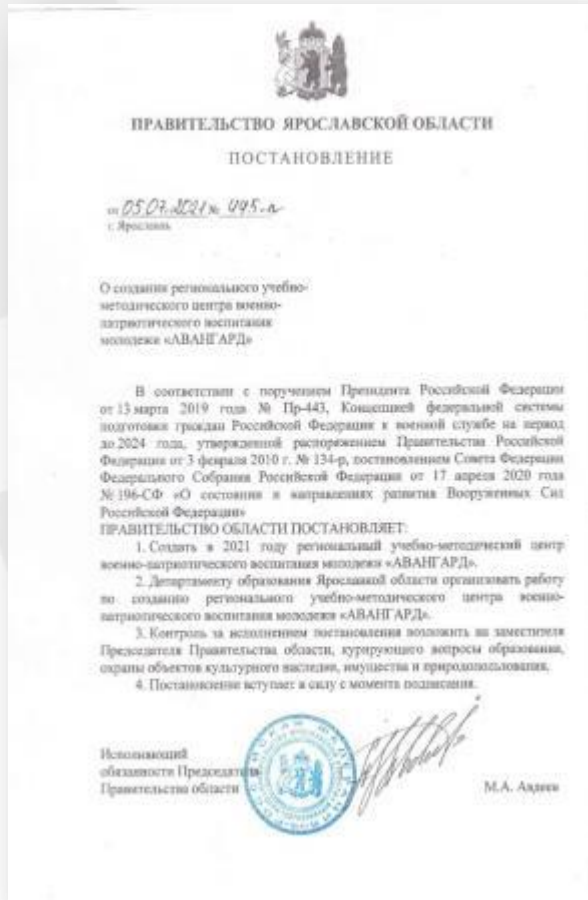 ПРАВИТЕЛЬСТВО ЯРОСЛАВСКОЙ ОБЛАСТИ
ПОСТАНОВЛЕНИЕ
от 05.07.2021 № 445-п
г. Ярославль
О создании регионального учебно-
методического центра военно-
патриотического воспитания
молодежи «АВАНГАРД»
В соответствии с поручением Президента Российской Федерации
от 13 марта 2019 года № Пр-443, Концепцией федеральной системы
подготовки граждан Российской Федерации к военной службе на период
до 2024 года, утвержденной распоряжением Правительства Российской
Федерации от 3 февраля 2010 г. № 134-р, постановлением Совета Федерации
Федерального Собрания Российской Федерации от 17 апреля 2020 года
№ 196-СФ «О состоянии и направлениях развития Вооруженных Сил
Российской Федерации»
ПРАВИТЕЛЬСТВО ОБЛАСТИ ПОСТАНОВЛЯЕТ:
1. Создать в 2021 году региональный учебно-методический центр
военно-патриотического воспитания молодежи «АВАНГАРД».
2. Департаменту образования Ярославской области организовать работу
по созданию регионального учебно-методического центра военно-
патриотического воспитания молодежи «АВАНГАРД».
3. Контроль за исполнением постановления возложить на заместителя
Председателя Правительства области, курирующего вопросы образования,
охраны объектов культурного наследия, имущества и природопользования.
4. Постановление вступает в силу с момента подписания.
Исполняющий
обязанности Председателя
Правительства области
М.А. Авдеев